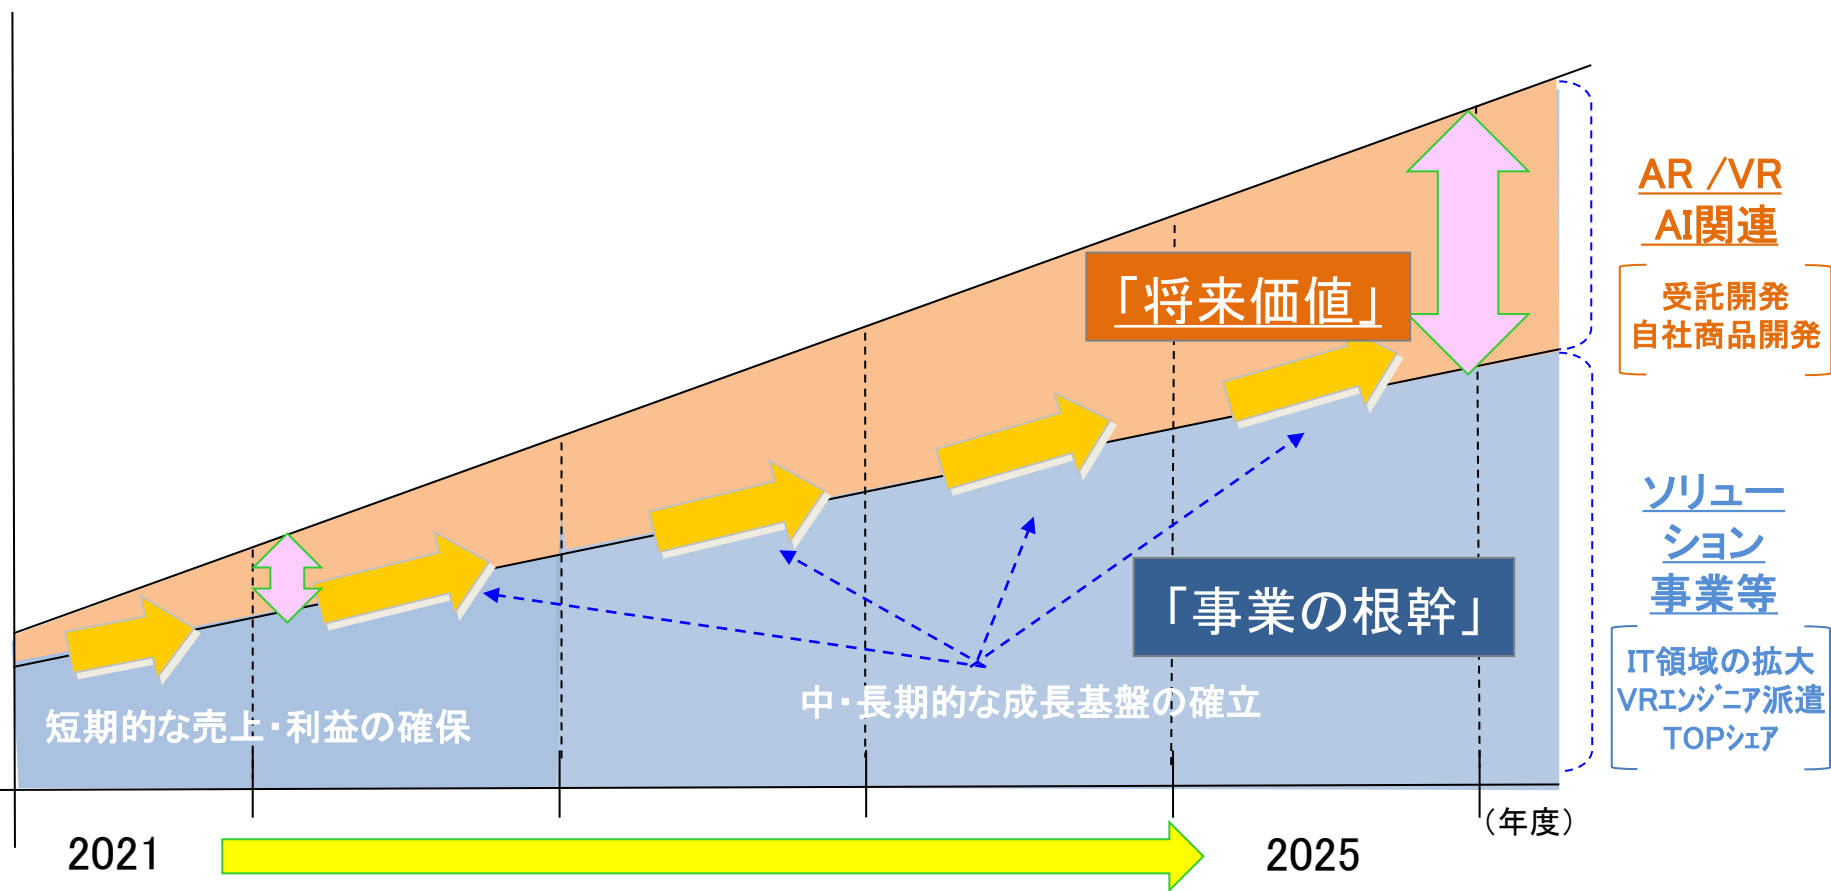 AR /VR
AI関連
「将来価値」
受託開発
自社商品開発
ソリュー
ション
事業等
「事業の根幹」
IT領域の拡大
VRｴﾝｼﾞﾆｱ派遣
TOPｼｪｱ
中・長期的な成長基盤の確立
短期的な売上・利益の確保
（年度）
2021
2025